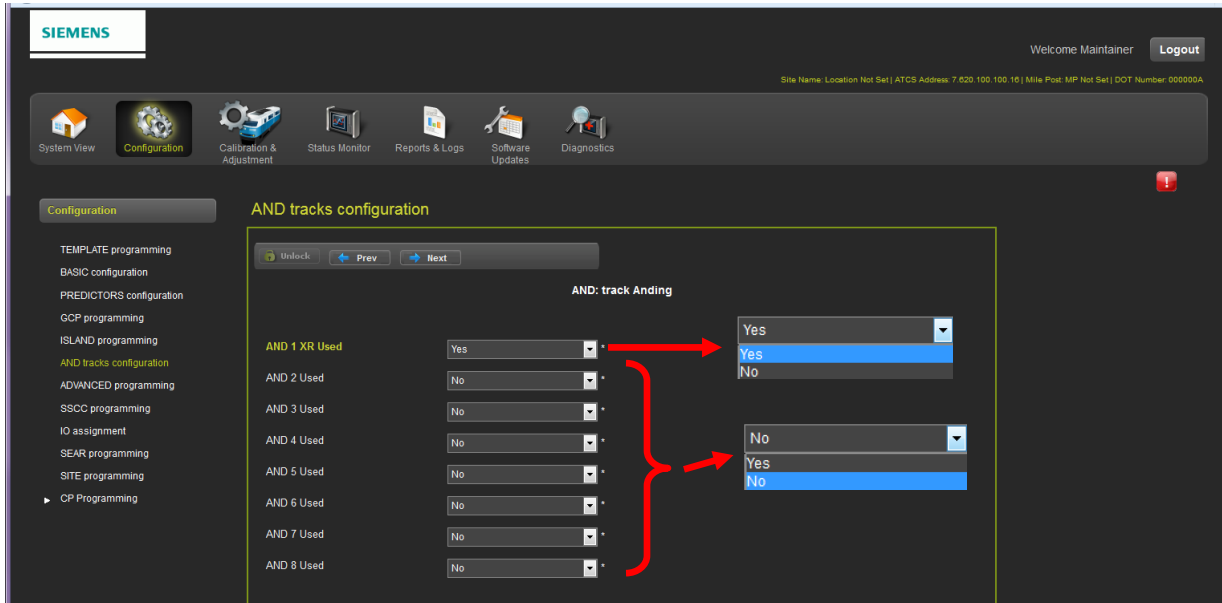 SIEMENS
Welcome Maintainer
Logout
Site Name: Location Not Set | ATCS Address: 7.620.100.100.16 | Mile Post: MP Not Set | DOT Number: 000000A
System View
Configuration
Calibration &
Adjustment
Status Monitor
Reports & Logs
Software
Updates
Diagnostics
!
Configuration
TEMPLATE programming
BASIC configuration
PREDICTORS configuration
GCP programming
ISLAND programming
AND tracks configuration
ADVANCED programming
SSCC programming
IO assignment
SEAR programming
SITE programming
CP Programming
AND tracks configuration
Unlock
Prev
Next
AND: track Anding
AND 1 XR Used Yes *
AND 2 Used No *
AND 3 Used No *
AND 4 Used No *
AND 5 Used No *
AND 6 Used No *
AND 7 Used No *
AND 8 Used No *
Yes
Yes
No
No
Yes
No